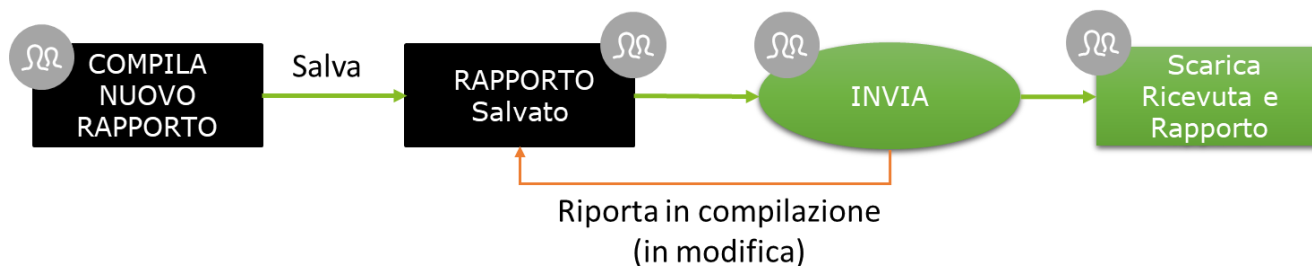 COMPILA
NUOVO
RAPPORTO
Salva
RAPPORTO
Salvato
INVIA
Scarica
Ricevuta e
Rapporto
Riporta in compilazione
(in modifica)